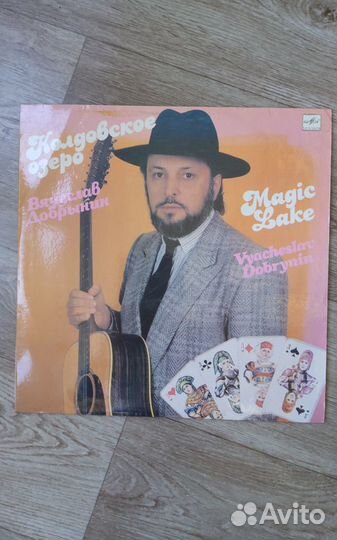 Колдовское
озеро
Вячеслав
Добрынин
Magic
Lake
Vyacheslav
Dobrynin
Avito